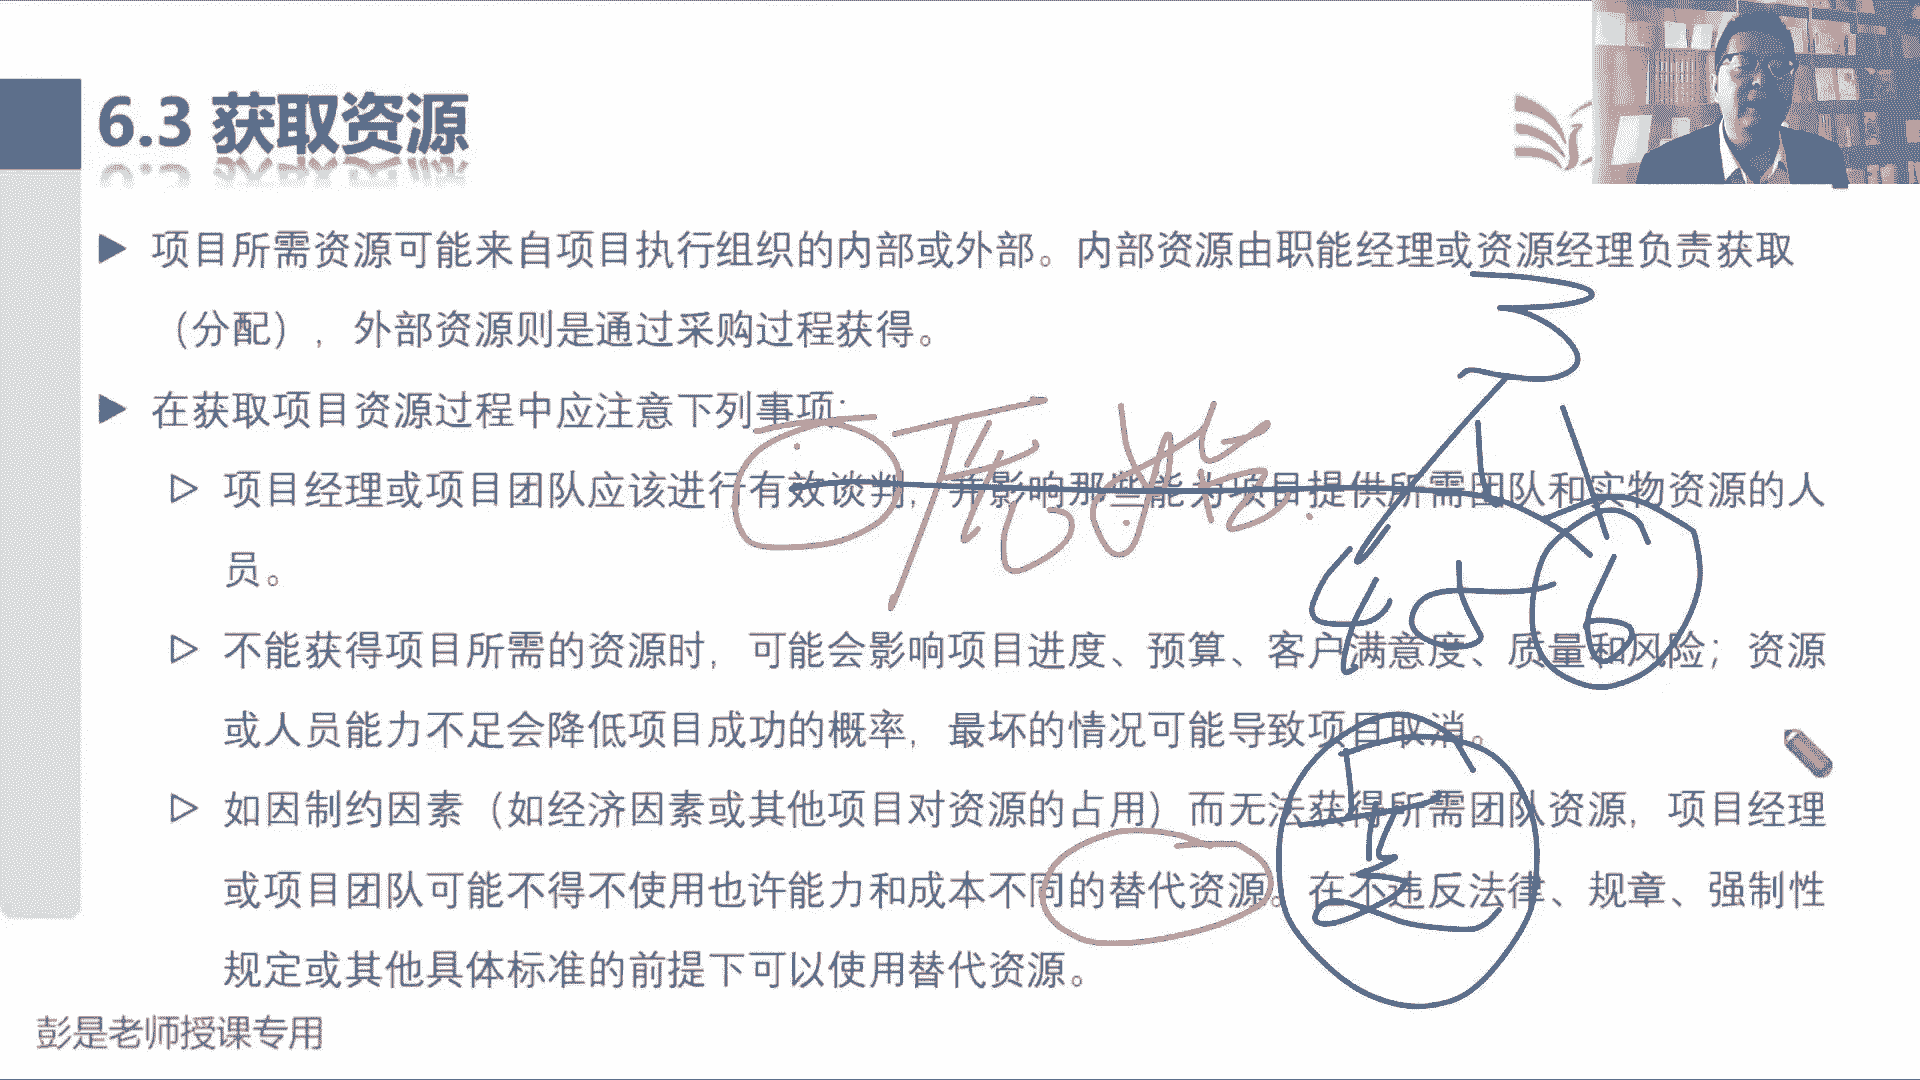 6.3 获取资源
项目所需资源可能来自项目执行组织的内部或外部。内部资源由职能经理或资源经理负责获取
（分配），外部资源则是通过采购过程获得。
在获取项目资源过程中应注意下列事项：
项目经理或项目团队应该进行有效谈判，并影响那些能为项目提供所需团队和实物资源的人
员。
不能获得项目所需的资源时，可能会影响项目进度、预算、客户满意度、质量和风险；资源
或人员能力不足会降低项目成功的概率，最坏的情况可能导致项目取消。
如因制约因素（如经济因素或其他项目对资源的占用）而无法获得所需团队资源，项目经理
或项目团队可能不得不使用也许能力和成本不同的替代资源。在不违反法律、规章、强制性
规定或其他具体标准的前提下可以使用替代资源。
3
4 5 6
彭是老师授课专用